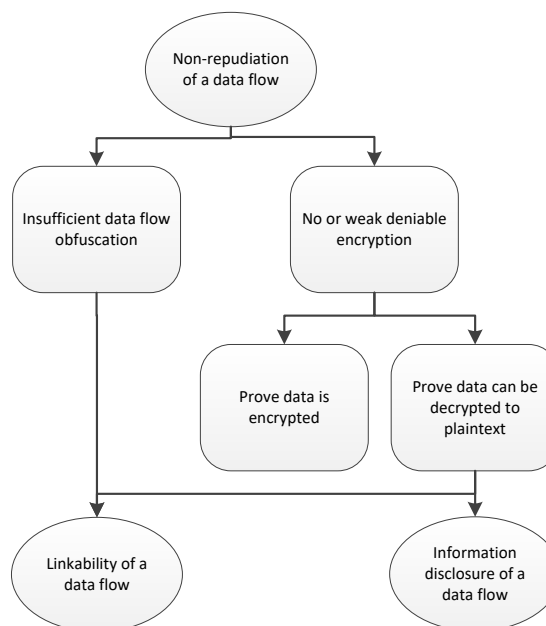 Non-repudiation
of a data flow
Insufficient data flow
obfuscation
No or weak deniable
encryption
Prove data is
encrypted
Prove data can be
decrypted to
plaintext
Linkability of a
data flow
Information
disclosure of a
data flow